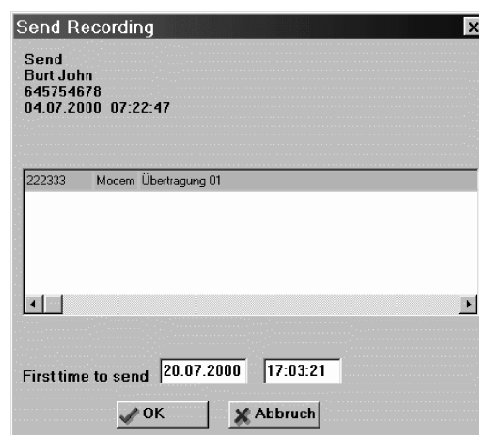 Send Recording
Send
Burt John
645754678
04.07.2000 07:22:47
222333 Mocem Übertragung 01
First time to send 20.07.2000 17:03:21
OK Abbruch